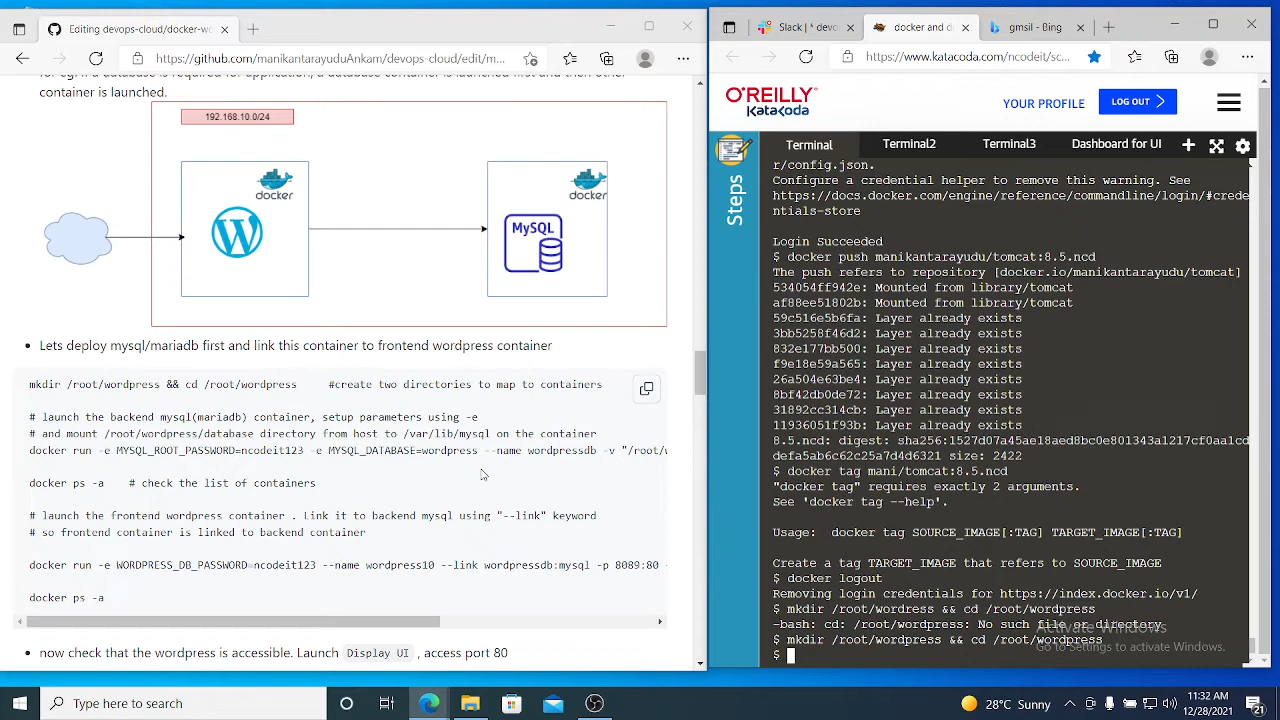 Editing devops-cloud/docker-wo
https://github.com/manikantarayuduAnkam/devops-cloud/edit/m...
container is launched.
192.168.10.0/24
docker
docker
MySQL
• Lets deploy mysql/mariadb first and link this container to frontend wordpress container
mkdir /root/wordpress && cd /root/wordpress    #create two directories to map to containers
# launch the backend mysql(mariadb) container, setup parameters using -e
# and mount /root/wordpress/database directory from host to /var/lib/mysql on the container
docker run -e MYSQL_ROOT_PASSWORD=ncodeit123 -e MYSQL_DATABASE=wordpress --name wordpressdb -v "/root/w
docker ps -a   # check the list of containers
# launch the frontend wordpress container . Link it to backend mysql using "--link" keyword
# so frontend container is linked to backend container
docker run -e WORDPRESS_DB_PASSWORD=ncodeit123 --name wordpress10 --link wordpressdb:mysql -p 8089:80 -
docker ps -a
• now check that the wordpress is accessible. Launch Display UI , access port 80
Slack | * devo
docker and d
gmsil - Bing
https://www.katacoda.com/ncodeit/sc...
O'REILLY
KataKoda
YOUR PROFILE
LOG OUT
Steps
Terminal
Terminal2
Terminal3
Dashboard for UI
r/config.json.
Configure a credential helper to remove this warning. See
https://docs.docker.com/engine/reference/commandline/login/#crede
ntials-store
Login Succeeded
$ docker push manikantarayudu/tomcat:8.5.ncd
The push refers to repository [docker.io/manikantarayudu/tomcat]
534054ff942e: Mounted from library/tomcat
af88ee51802b: Mounted from library/tomcat
59c516e5b6fa: Layer already exists
3bb5258f46d2: Layer already exists
832e177bb500: Layer already exists
f9e18e59a565: Layer already exists
26a504e63be4: Layer already exists
8bf42db0de72: Layer already exists
31892cc314cb: Layer already exists
11936051f93b: Layer already exists
8.5.ncd: digest: sha256:1527d07a45ae18aed8bc0e801343a1217cf0aa1cd
defa5ab6c62c25a7d4d6321 size: 2422
$ docker tag mani/tomcat:8.5.ncd
"docker tag" requires exactly 2 arguments.
See 'docker tag --help'.
Usage:  docker tag SOURCE_IMAGE[:TAG] TARGET_IMAGE[:TAG]
Create a tag TARGET_IMAGE that refers to SOURCE_IMAGE
$ docker logout
Removing login credentials for https://index.docker.io/v1/
$ mkdir /root/wordpress && cd /root/wordpress
-bash: cd: /root/wordpress: No such file or directory
$ mkdir /root/wordpress && cd /root/wordpress
$
Activate Windows
Go to Settings to activate Windows.
Type here to search
28°C Sunny
11:32 AM
12/28/2021
21